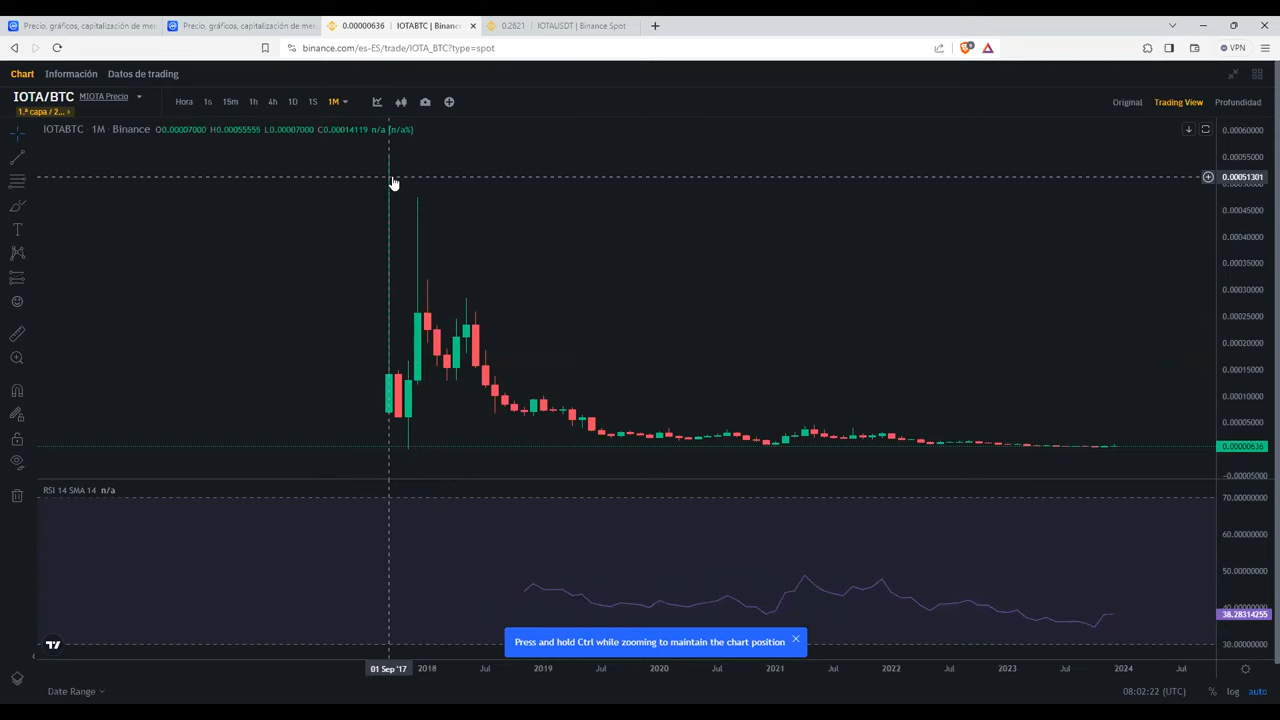 Precio, gráficos, capitalización de mer
Precio, gráficos, capitalización de mer
0.00000636 IOTABTC | Binance
0.2621 IOTAUSDT | Binance Spot
binance.com/es-ES/trade/IOTA_BTC?type=spot
VPN
Chart Información Datos de trading
IOTA/BTC MIOTA Precio
1.ª capa / 2...
Hora 1s 15m 1h 4h 1D 1S 1M
Original Trading View Profundidad
IOTABTC · 1M · Binance O0.00007000 H0.00055555 L0.00007000 C0.00014119 n/a (n/a%)
0.00060000
0.00055000
0.00051301
0.00045000
0.00040000
0.00035000
0.00030000
0.00025000
0.00020000
0.00015000
0.00010000
0.00005000
0.00000636
-0.00005000
RSI 14 SMA 14 n/a
70.00000000
60.00000000
50.00000000
40.00000000
38.28314255
30.00000000
Press and hold Ctrl while zooming to maintain the chart position
01 Sep '17 2018 Jul 2019 Jul 2020 Jul 2021 Jul 2022 Jul 2023 Jul 2024 Jul
Date Range
08:02:22 (UTC) % log auto